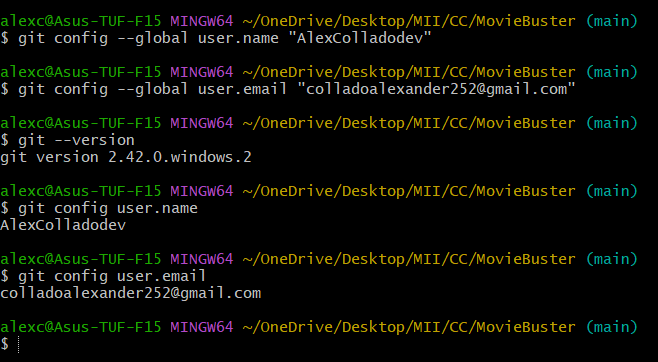 alexc@Asus-TUF-F15 MINGW64 ~/OneDrive/Desktop/MII/CC/MovieBuster (main)
$ git config --global user.name "AlexColladodev"
alexc@Asus-TUF-F15 MINGW64 ~/OneDrive/Desktop/MII/CC/MovieBuster (main)
$ git config --global user.email "colladoalexander252@gmail.com"
alexc@Asus-TUF-F15 MINGW64 ~/OneDrive/Desktop/MII/CC/MovieBuster (main)
$ git --version
git version 2.42.0.windows.2
alexc@Asus-TUF-F15 MINGW64 ~/OneDrive/Desktop/MII/CC/MovieBuster (main)
$ git config user.name
AlexColladodev
alexc@Asus-TUF-F15 MINGW64 ~/OneDrive/Desktop/MII/CC/MovieBuster (main)
$ git config user.email
colladoalexander252@gmail.com
alexc@Asus-TUF-F15 MINGW64 ~/OneDrive/Desktop/MII/CC/MovieBuster (main)
$